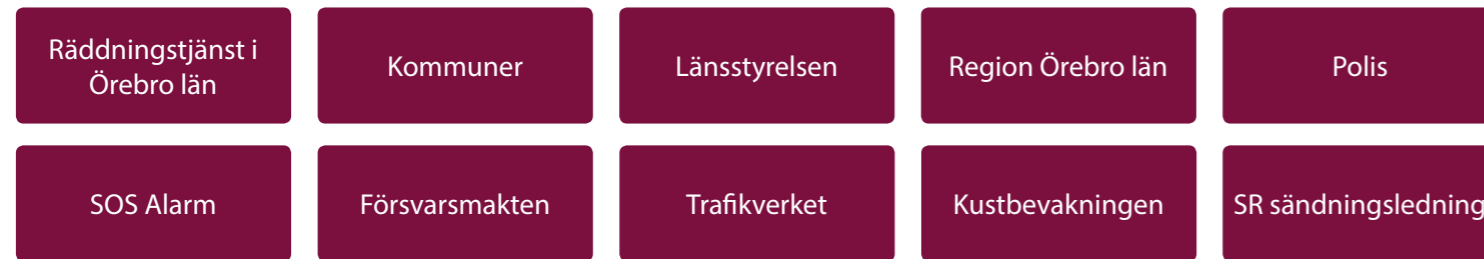 Räddningstjänst i
Örebro län
Kommuner
Länsstyrelsen
Region Örebro län
Polis
SOS Alarm
Försvarsmakten
Trafikverket
Kustbevakningen
SR sändningsledning